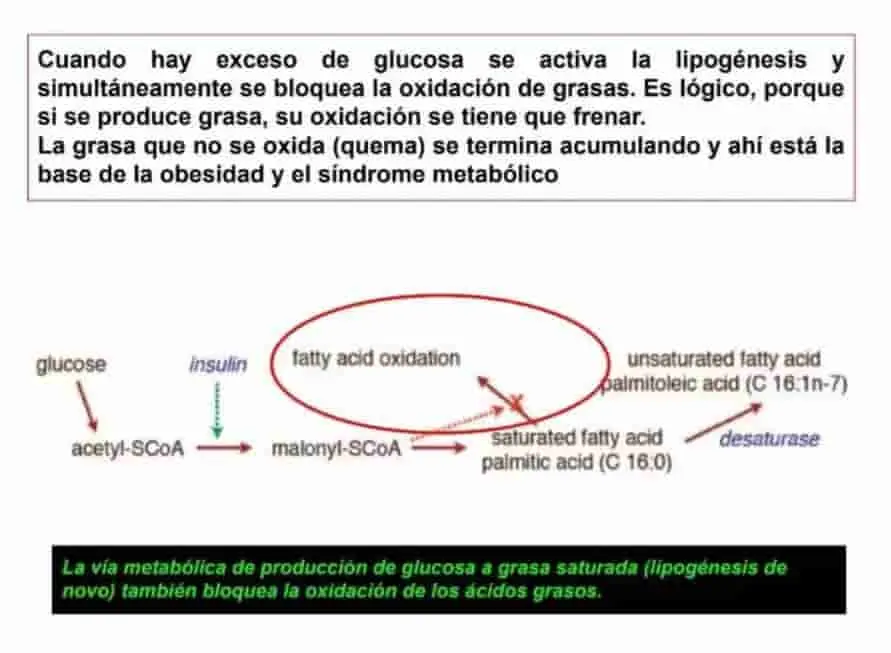 Cuando hay exceso de glucosa se activa la lipogénesis y
simultáneamente se bloquea la oxidación de grasas. Es lógico, porque
si se produce grasa, su oxidación se tiene que frenar.
La grasa que no se oxida (quema) se termina acumulando y ahí está la
base de la obesidad y el síndrome metabólico
glucose
insulin
fatty acid oxidation
unsaturated fatty acid
palmitoleic acid (C 16:1n-7)
acetyl-SCoA
malonyl-SCoA
saturated fatty acid
palmitic acid (C 16:0)
desaturase
La vía metabólica de producción de glucosa a grasa saturada (lipogénesis de
novo) también bloquea la oxidación de los ácidos grasos.